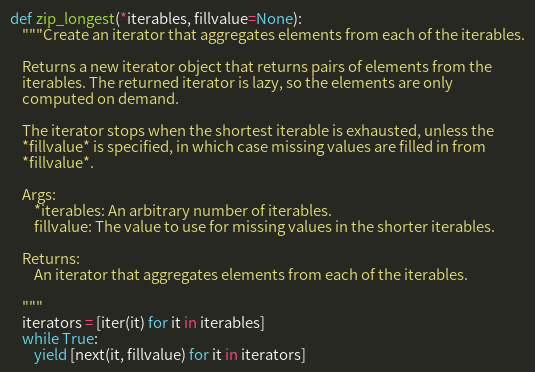 def zip_longest(*iterables, fillvalue=None):
"""Create an iterator that aggregates elements from each of the iterables.
Returns a new iterator object that returns pairs of elements from the
iterables. The returned iterator is lazy, so the elements are only
computed on demand.
The iterator stops when the shortest iterable is exhausted, unless the
*fillvalue* is specified, in which case missing values are filled in from
*fillvalue*.
Args:
*iterables: An arbitrary number of iterables.
fillvalue: The value to use for missing values in the shorter iterables.
Returns:
An iterator that aggregates elements from each of the iterables.
"""
iterators = [iter(it) for it in iterables]
while True:
yield [next(it, fillvalue) for it in iterators]